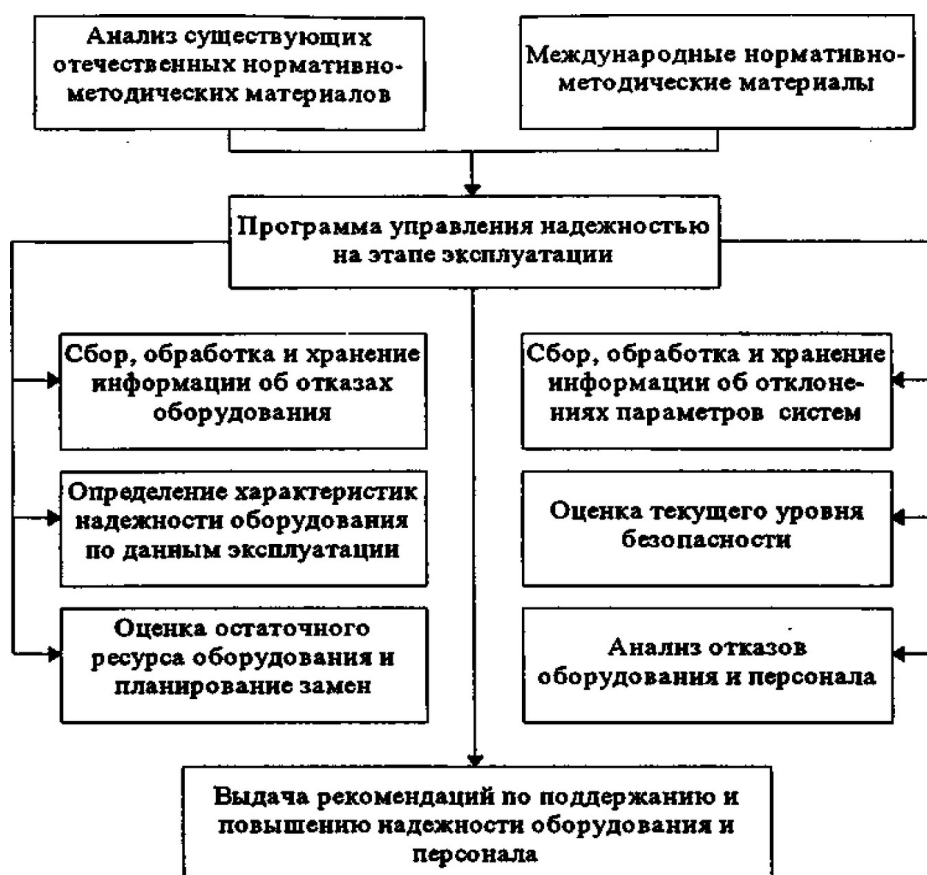 Анализ существующих
отечественных нормативно-
методических материалов
Международные нормативно-
методические материалы
Программа управления надежностью
на этапе эксплуатации
Сбор, обработка и хранение
информации об отказах
оборудования
Сбор, обработка и хранение
информации об отклоне-
ниях параметров систем
Определение характеристик
надежности оборудования
по данным эксплуатации
Оценка текущего уровня
безопасности
Оценка остаточного
ресурса оборудования и
планирование замен
Анализ отказов
оборудования и персонала
Выдача рекомендаций по поддержанию и
повышению надежности оборудования и
персонала